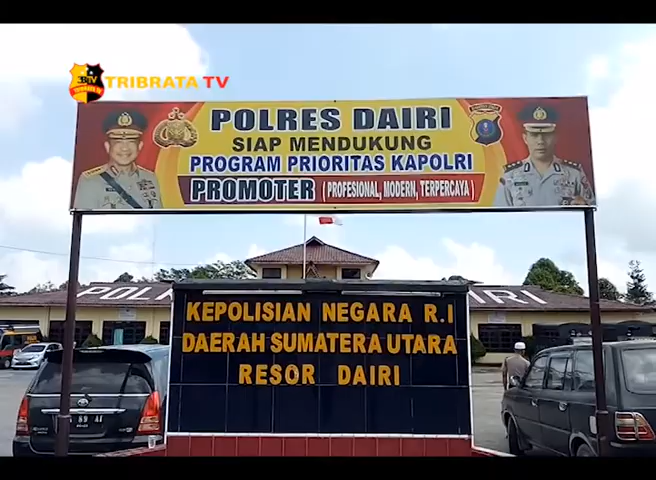 TRIBRATA TV
POLRES DAIRI
SIAP MENDUKUNG
PROGRAM PRIORITAS KAPOLRI
PROMOTER (PROFESIONAL, MODERN, TERPERCAYA)
KEPOLISIAN NEGARA R.I
DAERAH SUMATERA UTARA
RESOR DAIRI